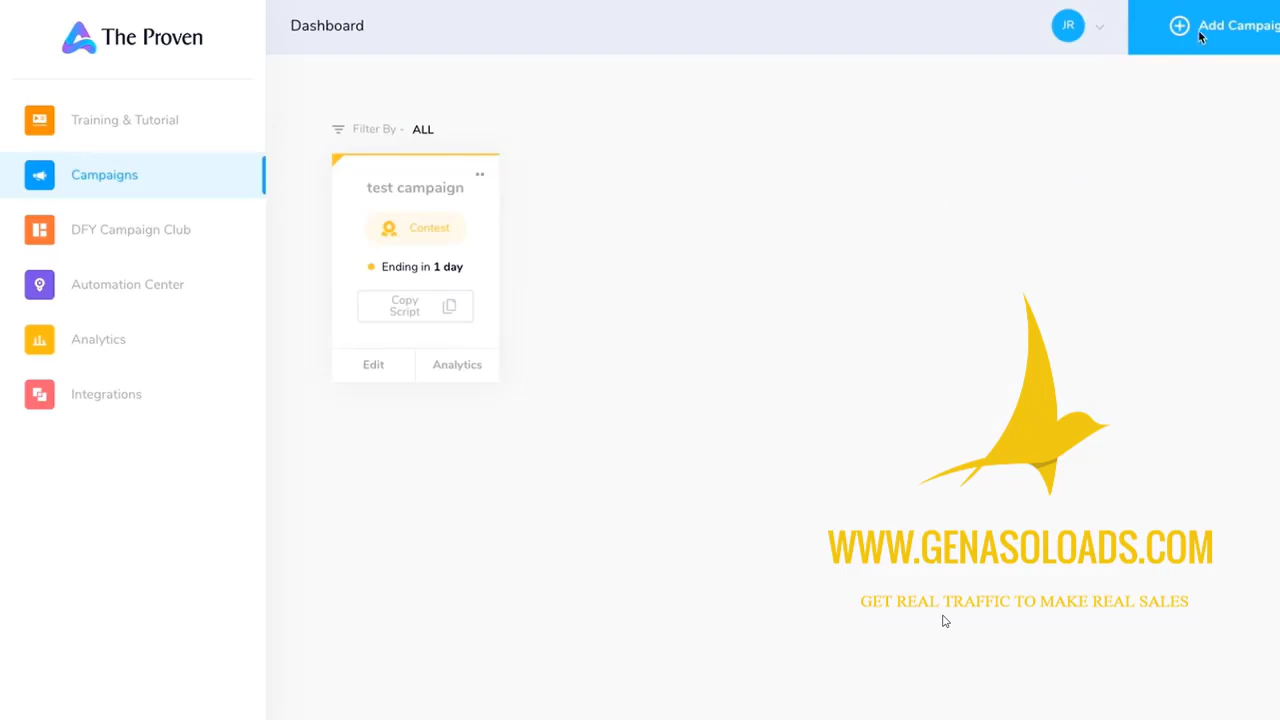 The Proven
Dashboard
JR
Add Campaig
Training & Tutorial
Campaigns
DFY Campaign Club
Automation Center
Analytics
Integrations
Filter By - ALL
test campaign
Contest
Ending in 1 day
Copy
Script
Edit
Analytics
WWW.GENASOLOADS.COM
GET REAL TRAFFIC TO MAKE REAL SALES